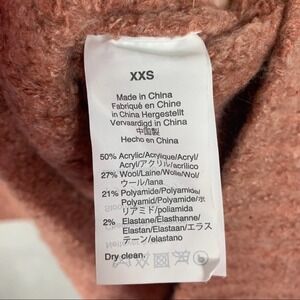 XXS
Made in China
Fabriqué en Chine
in China Hergestellt
Vervaardigd in China
中国製
Hecho en China
50% Acrylic/Acrylique/Acryl/
Acryl/アクリル/acrílico
27% Wool/Laine/Wolle/Wol/
ウール/lana
21% Polyamide/Polyamide/
Polyamid/Polyamide/ポ
リアミド/poliamida
2% Elastane/Élasthanne/
Elastan/Elastaan/エラス
テーン/elastano
Dry clean.